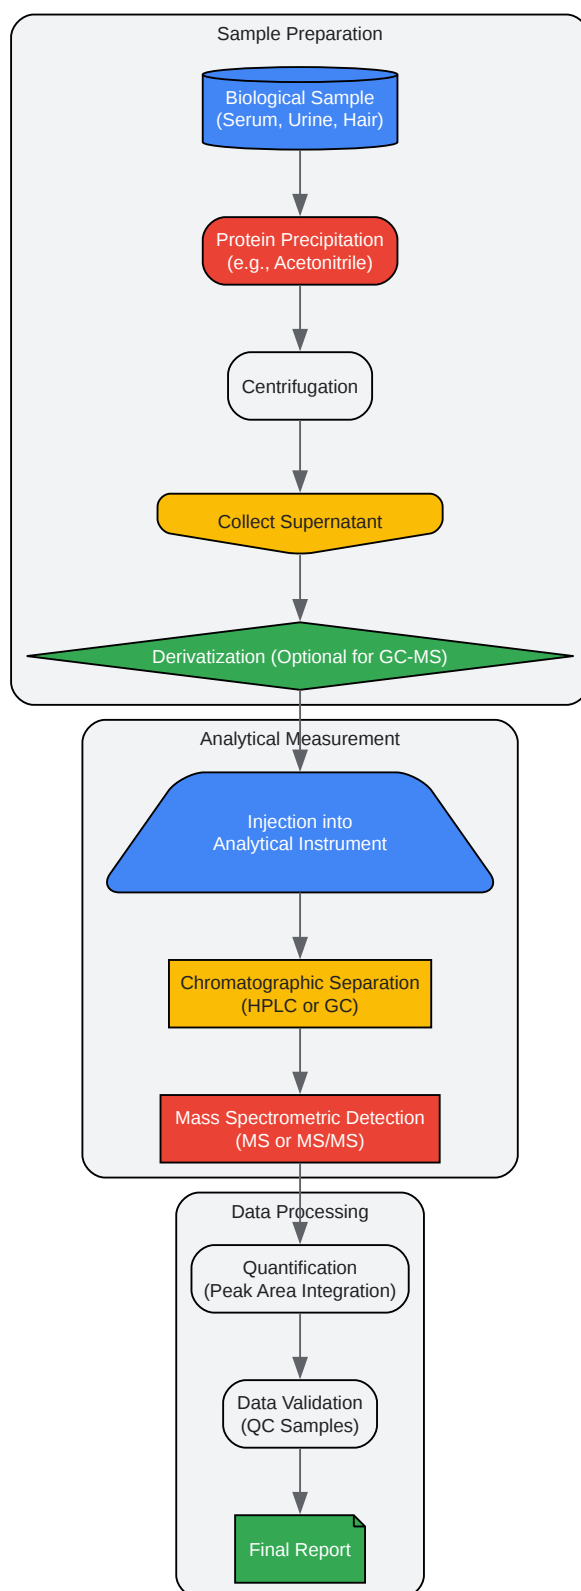 Sample Preparation
Biological Sample
(Serum, Urine, Hair)
Protein Precipitation
(e.g., Acetonitrile)
Centrifugation
Collect Supernatant
Derivatization (Optional for GC-MS)
Analytical Measurement
Injection into
Analytical Instrument
Chromatographic Separation
(HPLC or GC)
Mass Spectrometric Detection
(MS or MS/MS)
Data Processing
Quantification
(Peak Area Integration)
Data Validation
(QC Samples)
Final Report